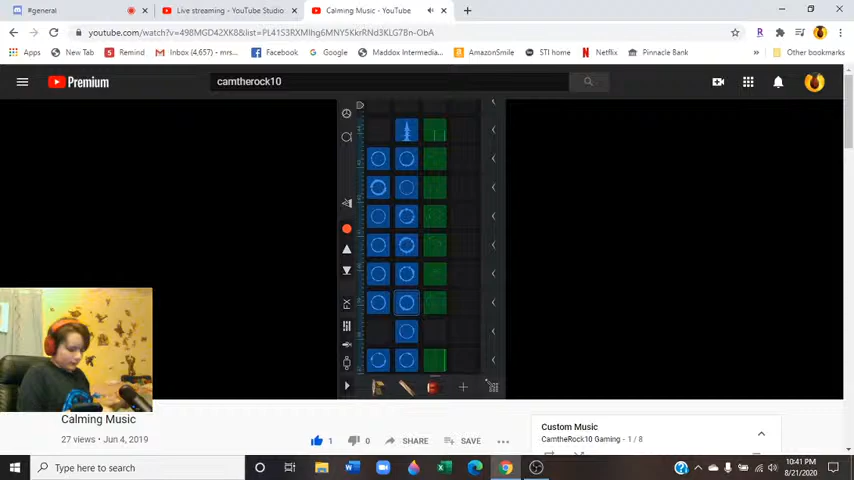 #general
Live streaming - YouTube Studio
Calming Music - YouTube
youtube.com/watch?v=498MGD42XK8&list=PL41S3RXMlhg6MNY5KkrRNd3KLG7Bn-ObA
Apps New Tab Remind Inbox (4,657) - mrs... Facebook Google Maddox Intermedia... AmazonSmile STI home Netflix Pinnacle Bank Other bookmarks
Premium
camtherock10
FX
Calming Music
27 views • Jun 4, 2019
1 0 SHARE SAVE
Custom Music
CamtheRock10 Gaming - 1 / 8
Type here to search
10:41 PM
8/21/2020